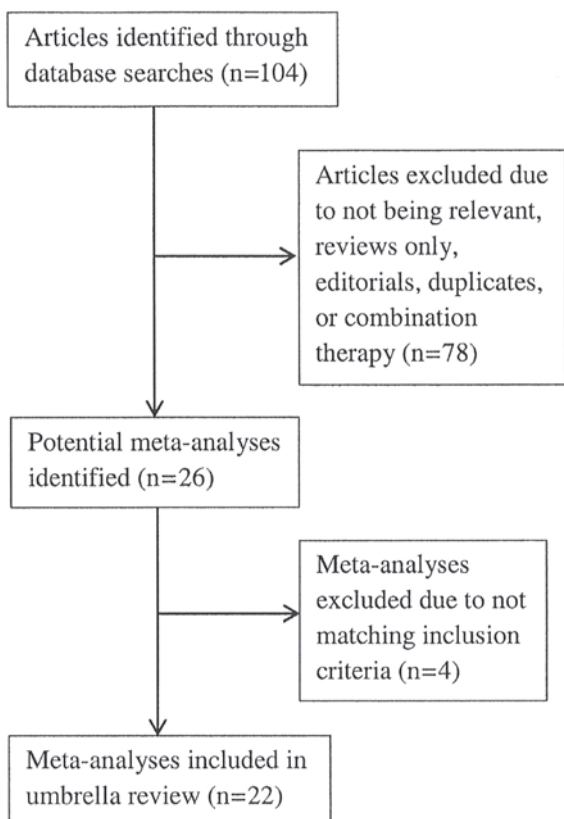 Articles identified through
database searches (n=104)
Articles excluded due
to not being relevant,
reviews only,
editorials, duplicates,
or combination
therapy (n=78)
Potential meta-analyses
identified (n=26)
Meta-analyses
excluded due to not
matching inclusion
criteria (n=4)
Meta-analyses included in
umbrella review (n=22)